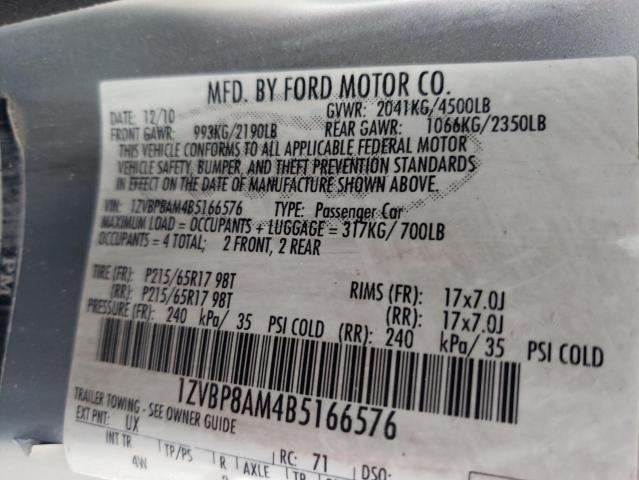 MFD. BY FORD MOTOR CO.
DATE: 12/10 GVWR: 2041KG/4500LB
FRONT GAWR: 993KG/2190LB REAR GAWR: 1066KG/2350LB
THIS VEHICLE CONFORMS TO ALL APPLICABLE FEDERAL MOTOR
VEHICLE SAFETY, BUMPER, AND THEFT PREVENTION STANDARDS
IN EFFECT ON THE DATE OF MANUFACTURE SHOWN ABOVE.
VIN: 1ZVBP8AM4B5166576 TYPE: Passenger Car
MAXIMUM LOAD = OCCUPANTS + LUGGAGE = 317KG/700LB
OCCUPANTS = 4 TOTAL; 2 FRONT, 2 REAR
TIRE (FR): P215/65R17 98T RIMS (FR): 17x7.0J
(RR): P215/65R17 98T (RR): 17x7.0J
PRESSURE (FR): 240 kPa/ 35 PSI COLD (RR): 240 kPa/ 35 PSI COLD
1ZVBP8AM4B5166576
TRAILER TOWING - SEE OWNER GUIDE
EXT PNT: UX RC: 71 DSO:
INT TR TP/PS R AXLE TR
4W